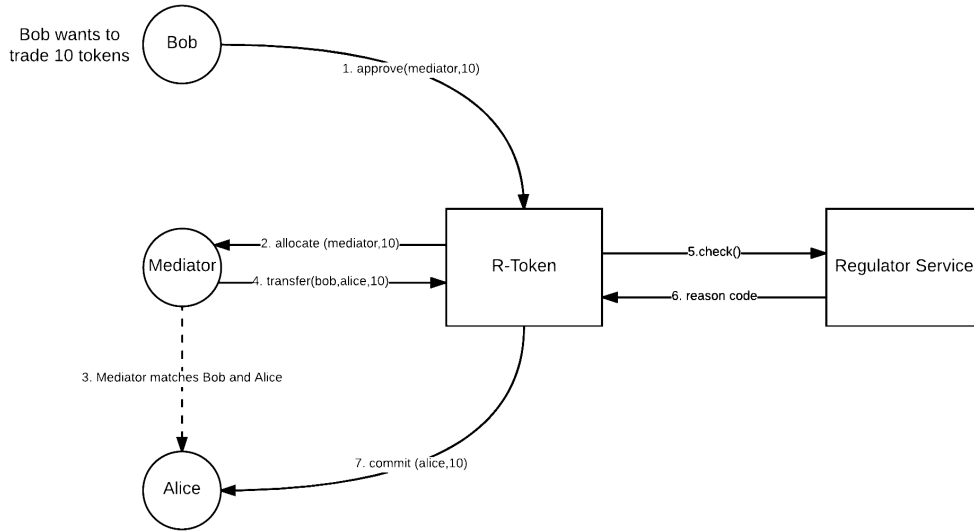 Bob wants to
trade 10 tokens
Bob
1. approve(mediator,10)
2. allocate (mediator,10)
Mediator
4. transfer(bob,alice,10)
R-Token
5.check()
6. reason code
Regulator Service
3. Mediator matches Bob and Alice
7. commit (alice,10)
Alice